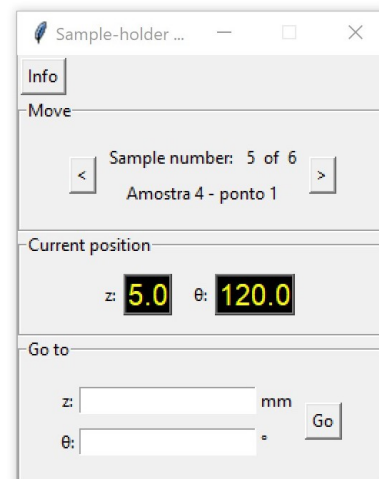 Sample-holder ...
Info
Move
< Sample number: 5 of 6 >
Amostra 4 - ponto 1
Current position
z: 5.0 θ: 120.0
Go to
z: mm
Go
θ: °